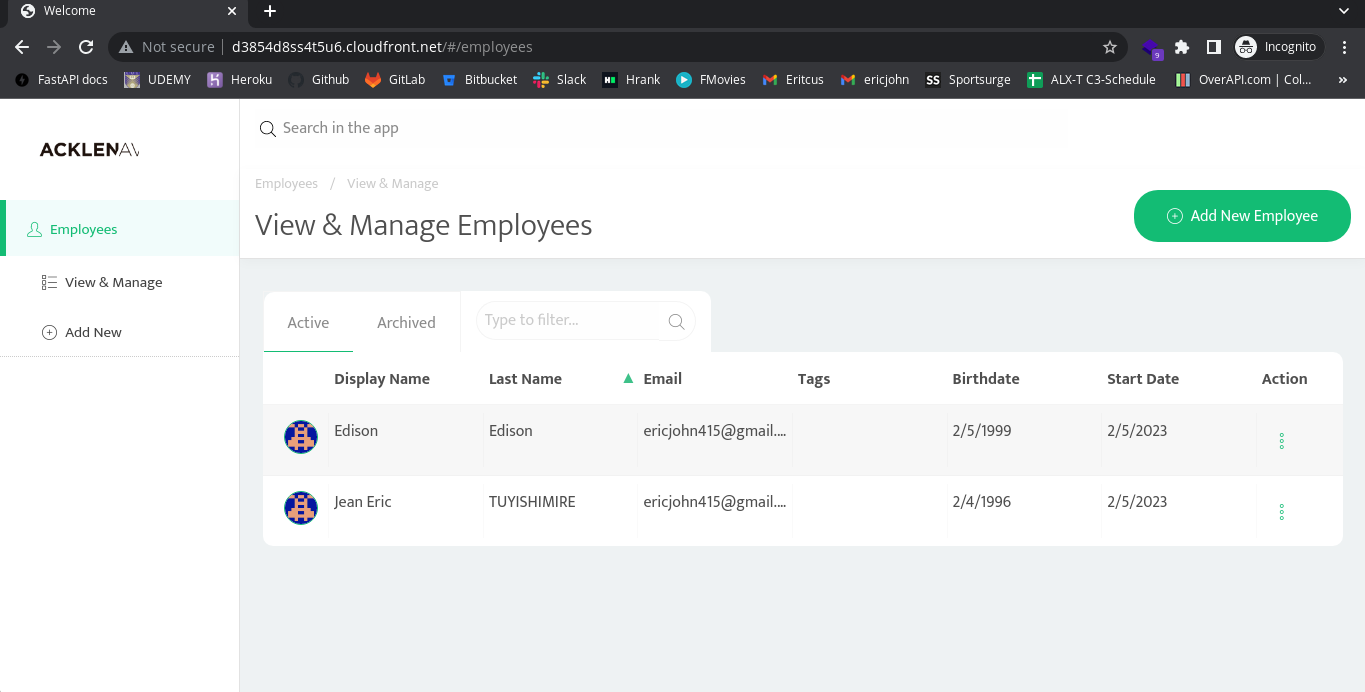 Welcome
Not secure d3854d8ss4t5u6.cloudfront.net/#/employees 9 Incognito
FastAPI docs UDEMY Heroku Github GitLab Bitbucket Slack Hrank FMovies Eritcus ericjohn SS Sportsurge ALX-T C3-Schedule OverAPI.com | Col... »
ACKLENAV
Search in the app
Employees / View & Manage
View & Manage Employees
Add New Employee
Employees
View & Manage
Add New
Active Archived Type to filter...
Display Name Last Name ▲ Email Tags Birthdate Start Date Action
Edison Edison ericjohn415@gmail.... 2/5/1999 2/5/2023
Jean Eric TUYISHIMIRE ericjohn415@gmail.... 2/4/1996 2/5/2023